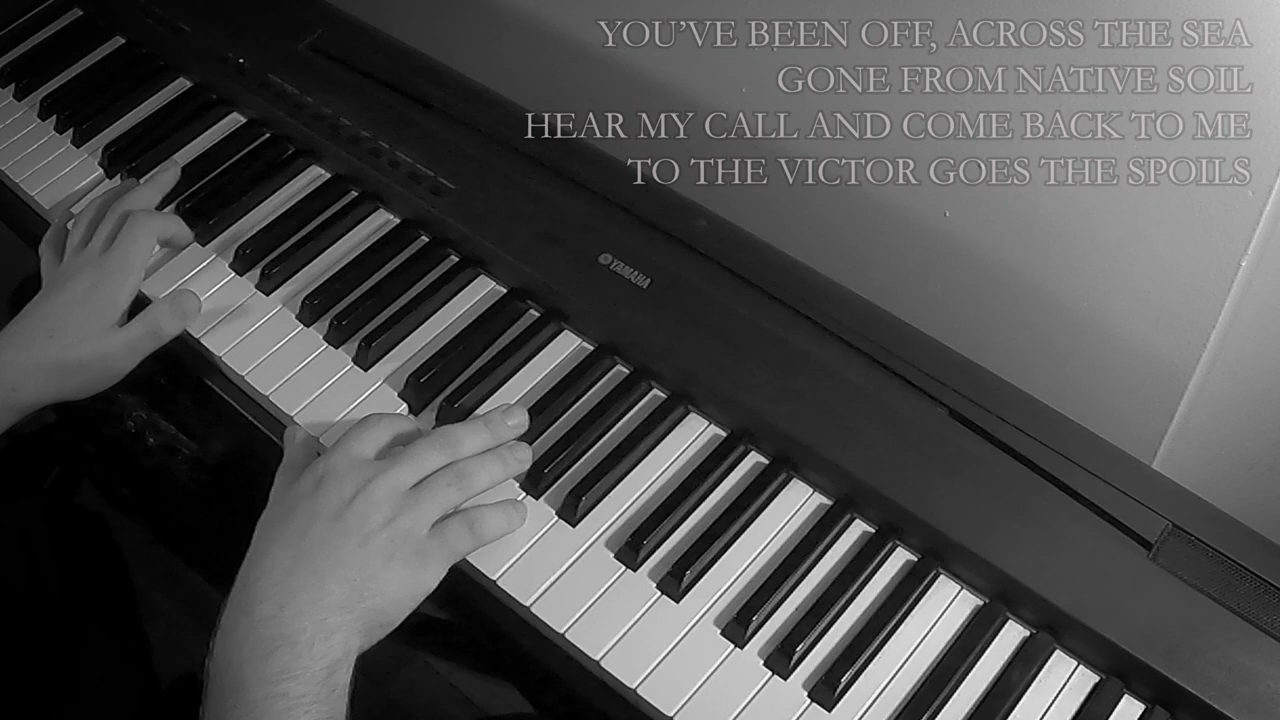 YOU'VE BEEN OFF, ACROSS THE SEA
GONE FROM NATIVE SOIL
HEAR MY CALL AND COME BACK TO ME
TO THE VICTOR GOES THE SPOILS
YAMAHA